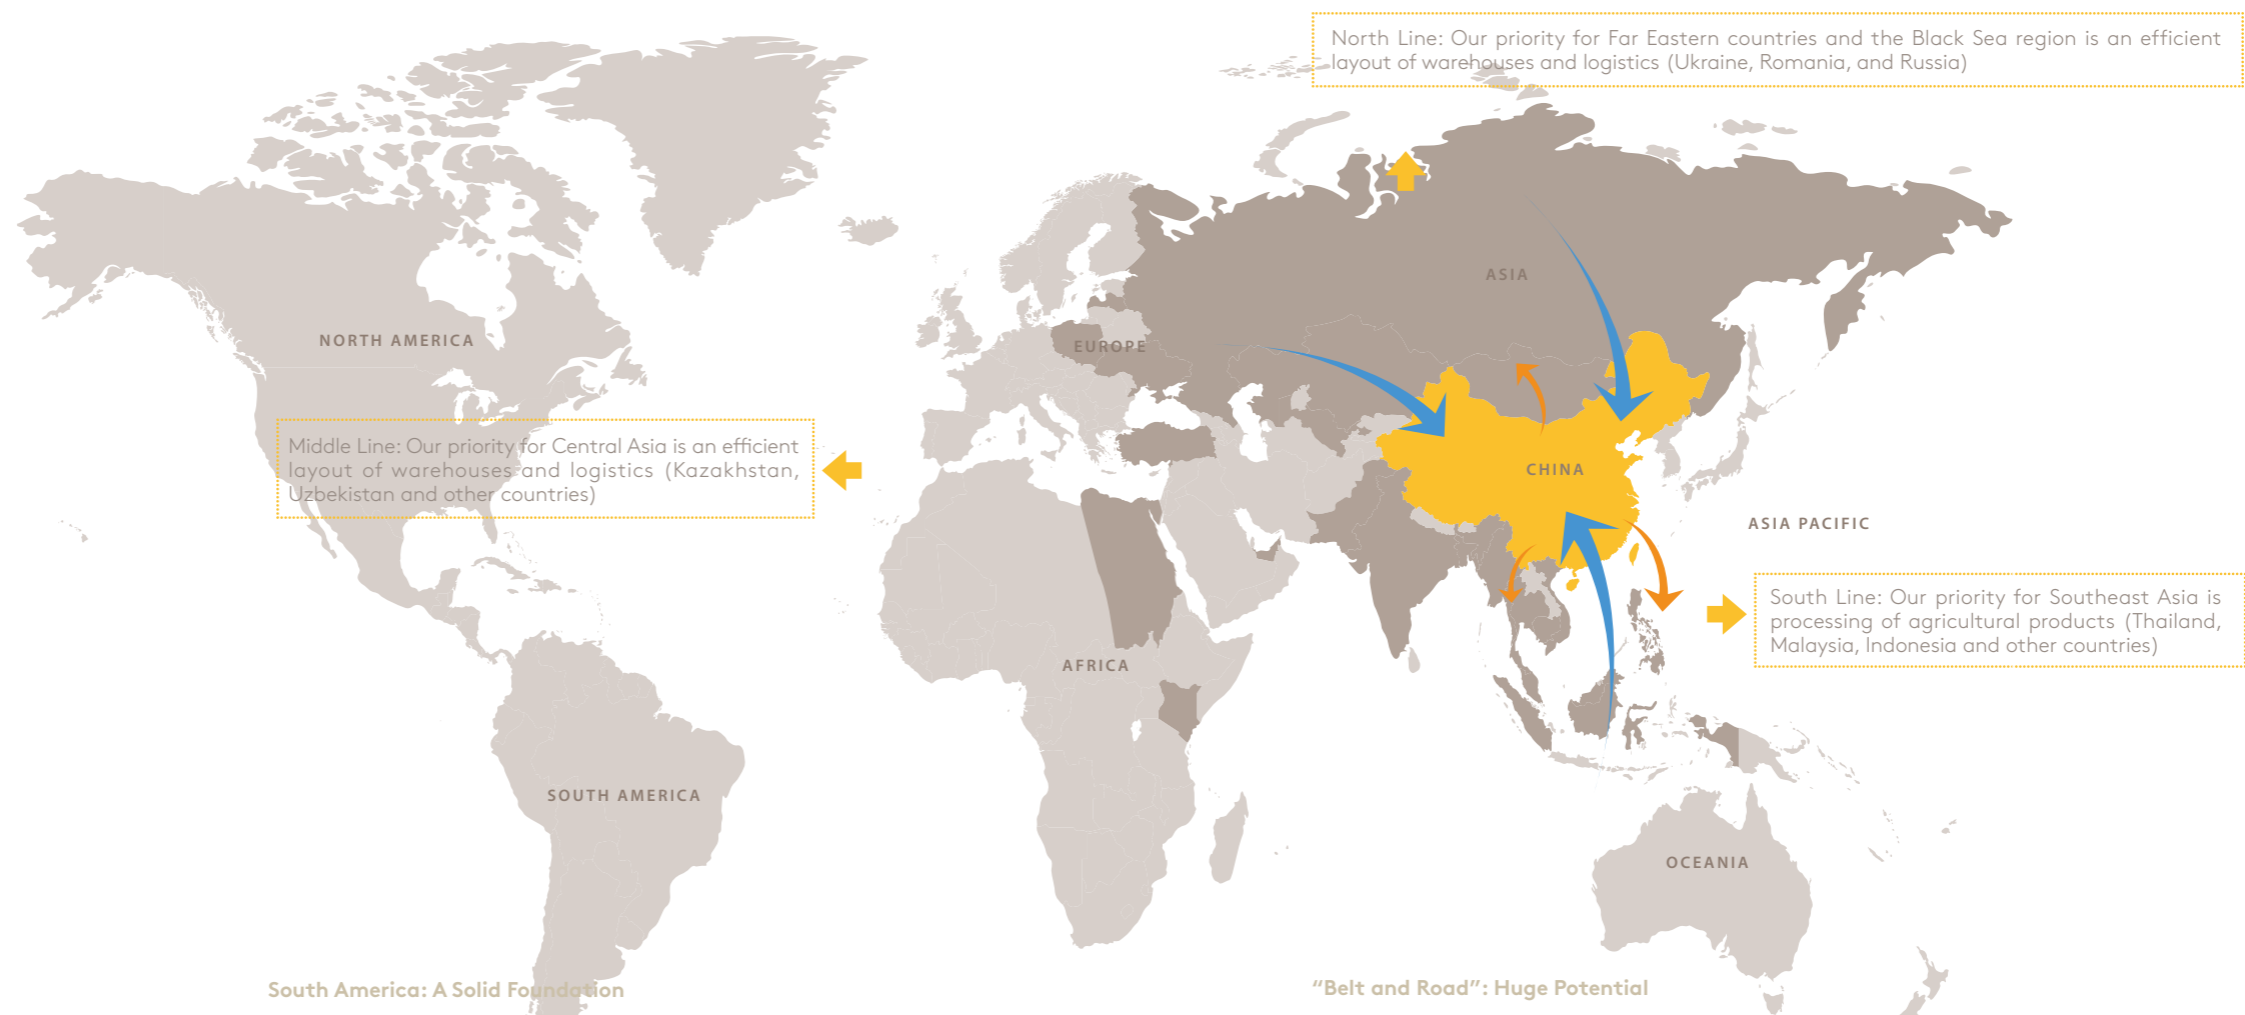 North Line: Our priority for Far Eastern countries and the Black Sea region is an efficient
layout of warehouses and logistics (Ukraine, Romania, and Russia)
ASIA
NORTH AMERICA
EUROPE
Middle Line: Our priority for Central Asia is an efficient
layout of warehouses and logistics (Kazakhstan,
Uzbekistan and other countries)
CHINA
ASIA PACIFIC
South Line: Our priority for Southeast Asia is
processing of agricultural products (Thailand,
Malaysia, Indonesia and other countries)
AFRICA
SOUTH AMERICA
OCEANIA
South America: A Solid Foundation
“Belt and Road”: Huge Potential